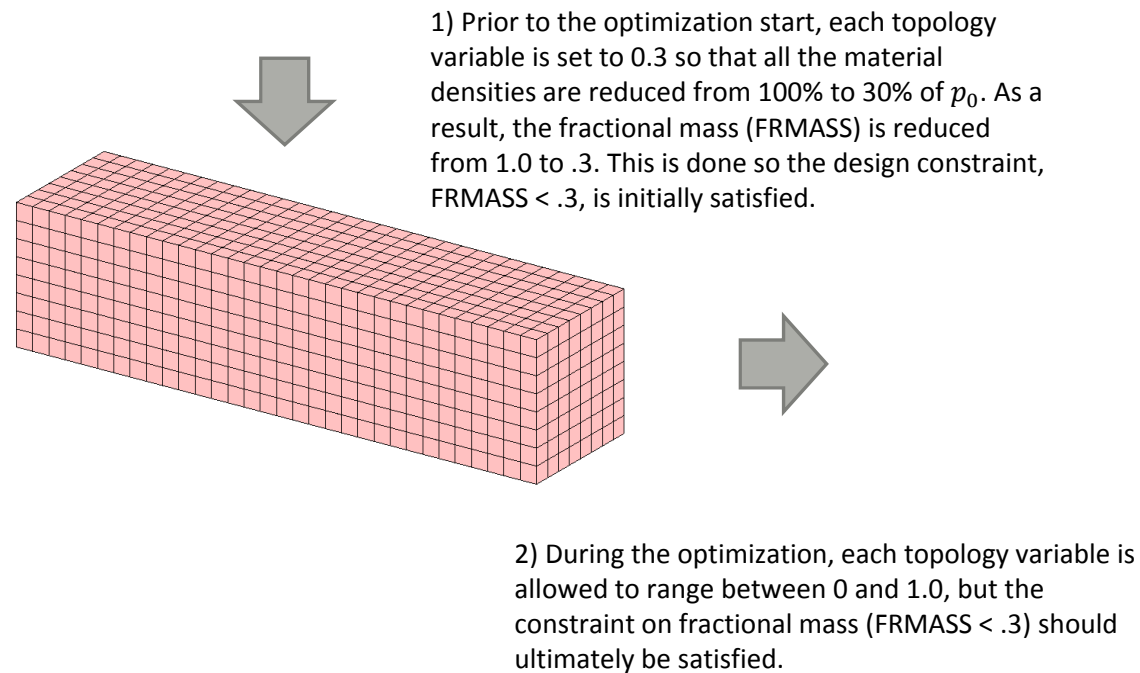 1) Prior to the optimization start, each topology
variable is set to 0.3 so that all the material
densities are reduced from 100% to 30% of p₀. As a
result, the fractional mass (FRMASS) is reduced
from 1.0 to .3. This is done so the design constraint,
FRMASS < .3, is initially satisfied.
2) During the optimization, each topology variable is
allowed to range between 0 and 1.0, but the
constraint on fractional mass (FRMASS < .3) should
ultimately be satisfied.